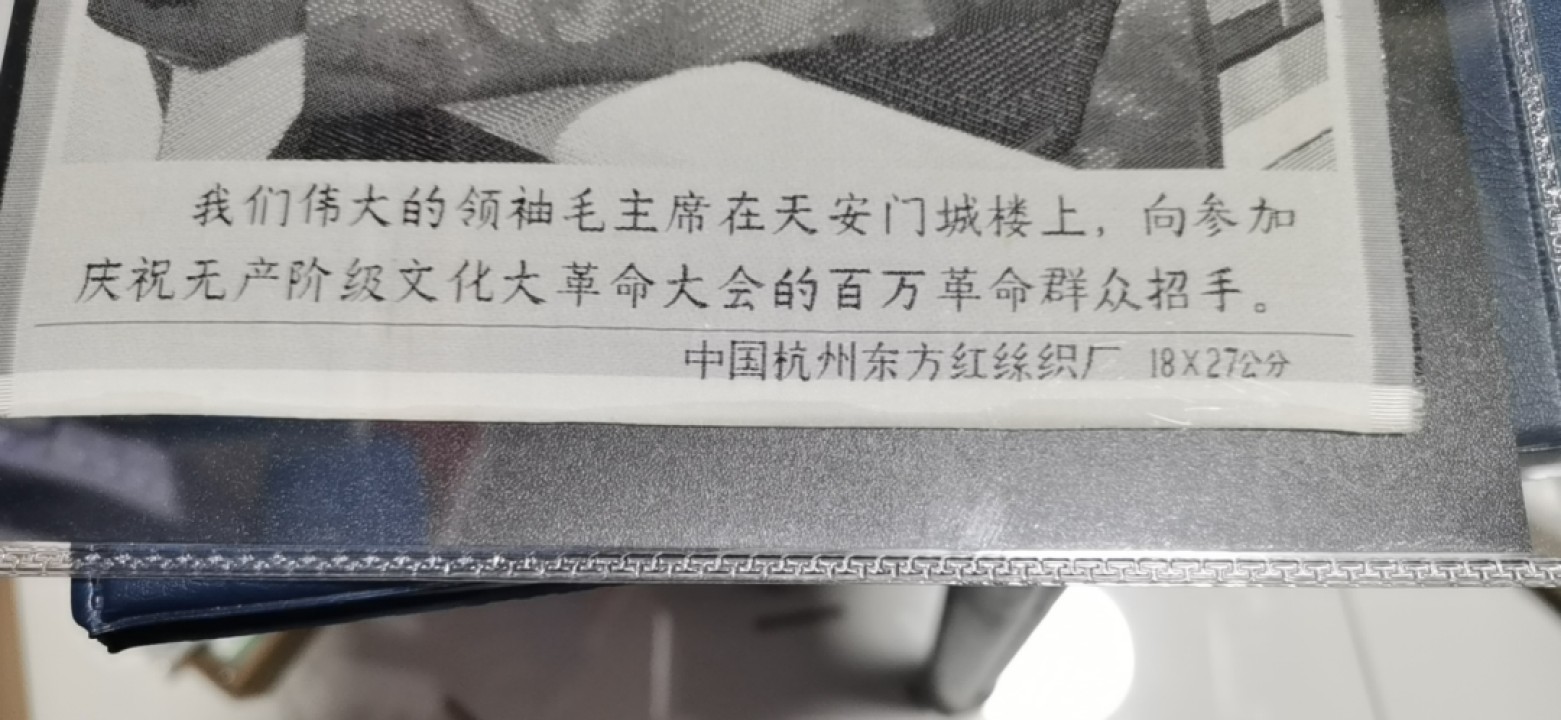 我们伟大的领袖毛主席在天安门城楼上，向参加
庆祝无产阶级文化大革命大会的百万革命群众招手。
中国杭州东方红丝织厂 18X27公分